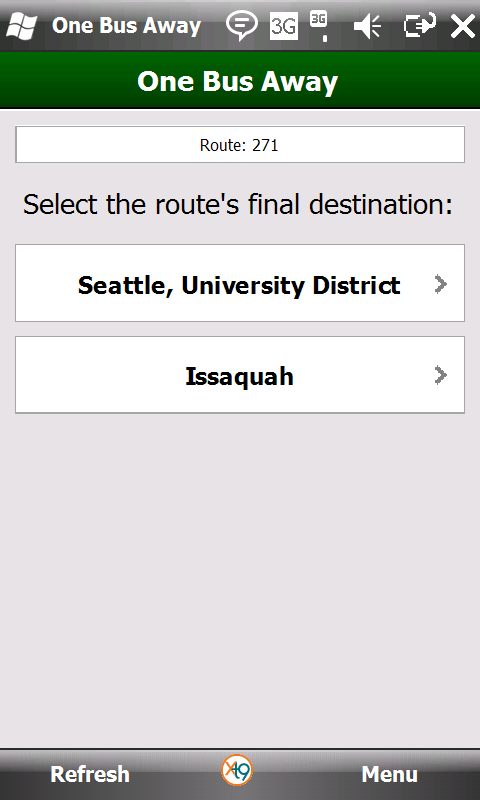 One Bus Away
3G
3G
One Bus Away
Route: 271
Select the route's final destination:
Seattle, University District
Issaquah
Refresh
Xt9
Menu